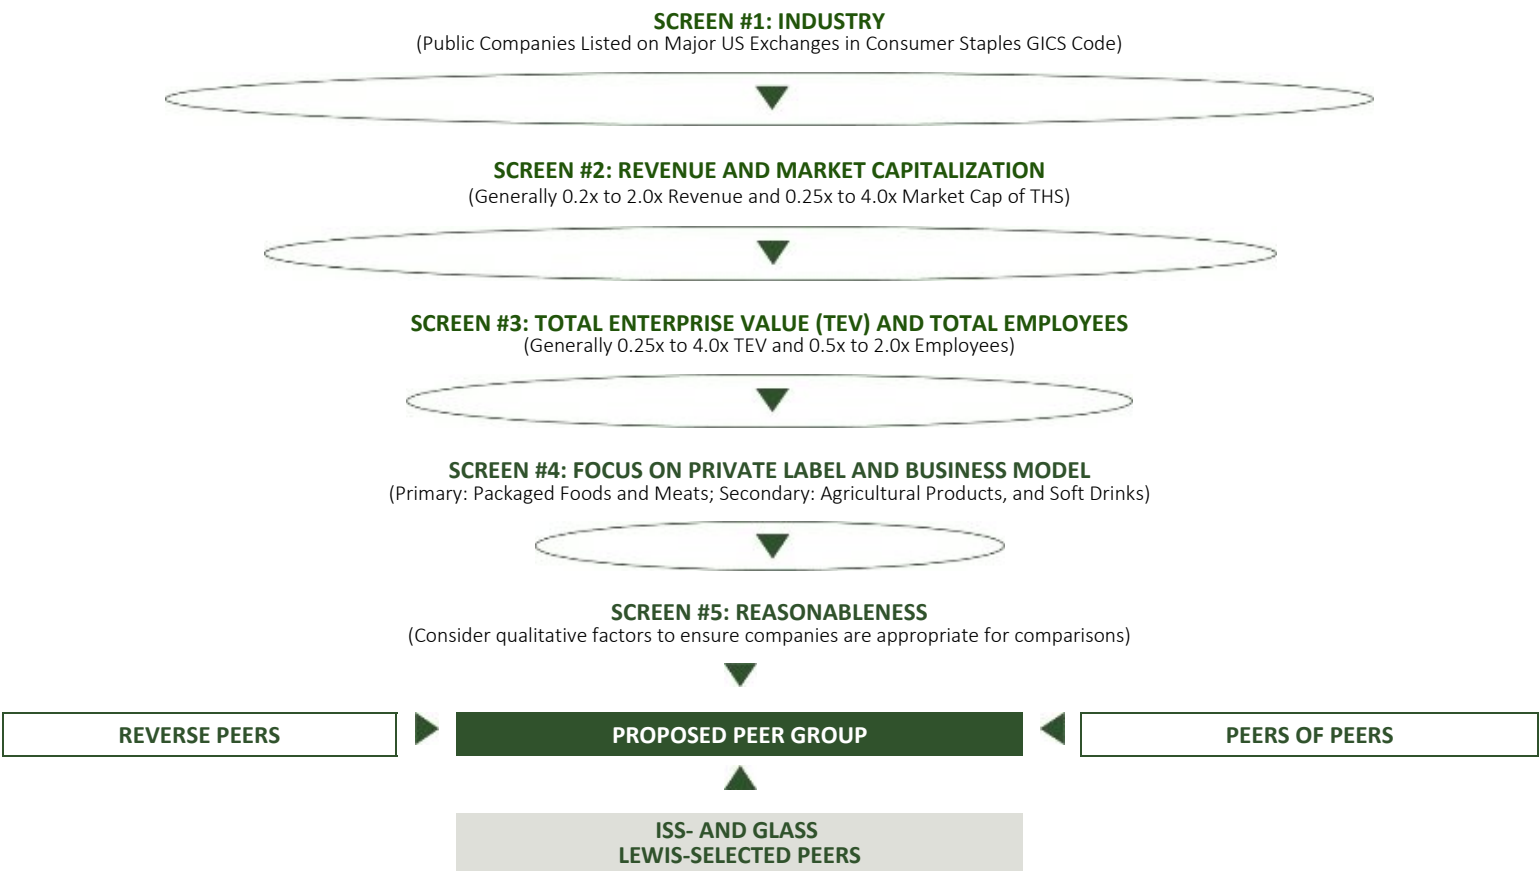 SCREEN #1: INDUSTRY
(Public Companies Listed on Major US Exchanges in Consumer Staples GICS Code)
SCREEN #2: REVENUE AND MARKET CAPITALIZATION
(Generally 0.2x to 2.0x Revenue and 0.25x to 4.0x Market Cap of THS)
SCREEN #3: TOTAL ENTERPRISE VALUE (TEV) AND TOTAL EMPLOYEES
(Generally 0.25x to 4.0x TEV and 0.5x to 2.0x Employees)
SCREEN #4: FOCUS ON PRIVATE LABEL AND BUSINESS MODEL
(Primary: Packaged Foods and Meats; Secondary: Agricultural Products, and Soft Drinks)
SCREEN #5: REASONABLENESS
(Consider qualitative factors to ensure companies are appropriate for comparisons)
REVERSE PEERS
PROPOSED PEER GROUP
PEERS OF PEERS
ISS- AND GLASS
LEWIS-SELECTED PEERS